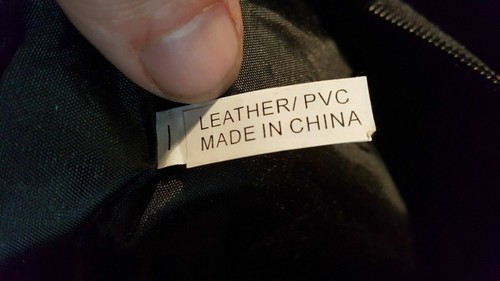 LEATHER/ PVC
MADE IN CHINA